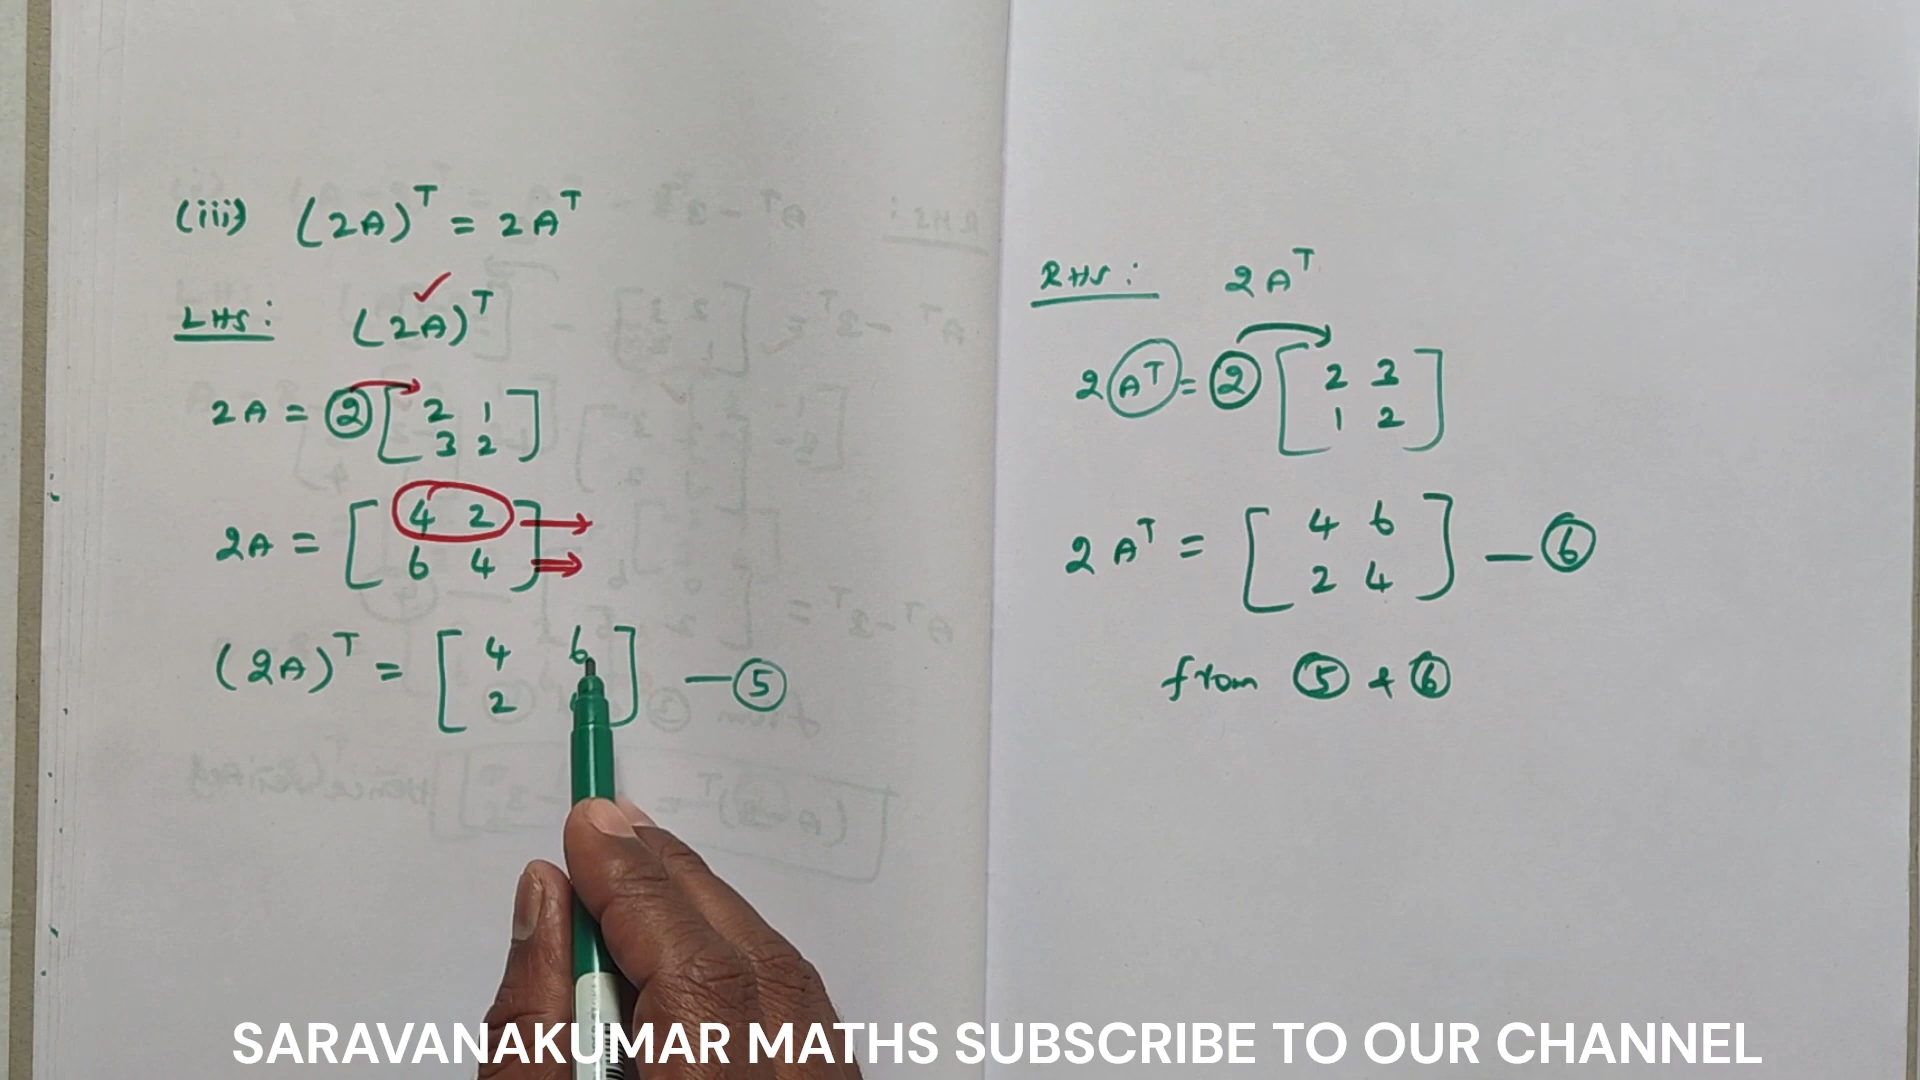 (iii) (2A)ᵀ = 2Aᵀ
LHS: (2A)ᵀ
2A = ② [ 2 1
3 2 ]
2A = [ 4 2
6 4 ]
(2A)ᵀ = [ 4 6
2 ] — ⑤
RHS: 2Aᵀ
2Aᵀ = ② [ 2 3
1 2 ]
2Aᵀ = [ 4 6
2 4 ] — ⑥
from ⑤ & ⑥
SARAVANAKUMAR MATHS SUBSCRIBE TO OUR CHANNEL